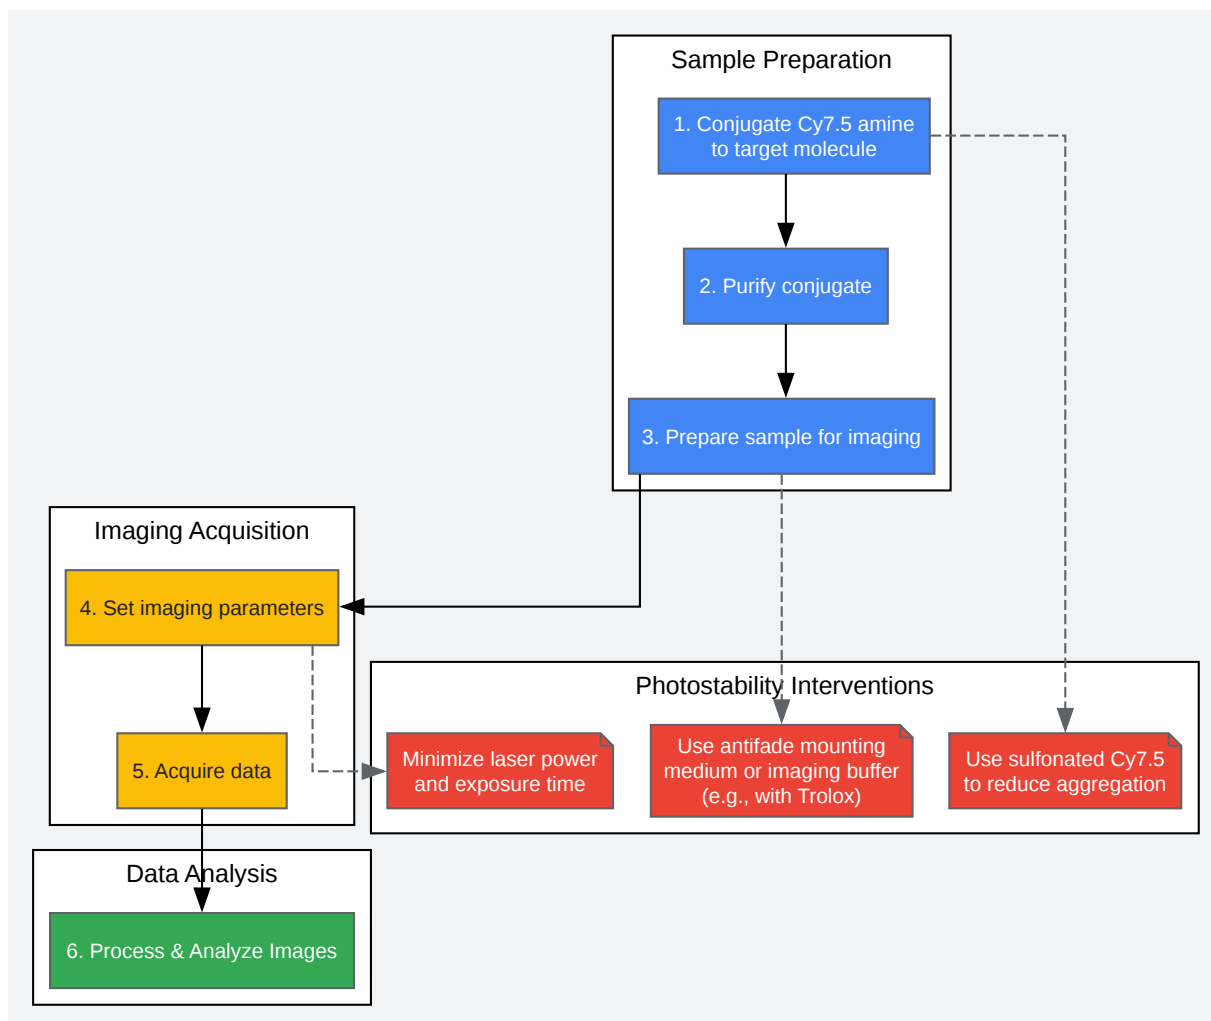 Sample Preparation
1. Conjugate Cy7.5 amine
to target molecule
2. Purify conjugate
3. Prepare sample for imaging
Imaging Acquisition
4. Set imaging parameters
5. Acquire data
Photostability Interventions
Minimize laser power
and exposure time
Use antifade mounting
medium or imaging buffer
(e.g., with Trolox)
Use sulfonated Cy7.5
to reduce aggregation
Data Analysis
6. Process & Analyze Images